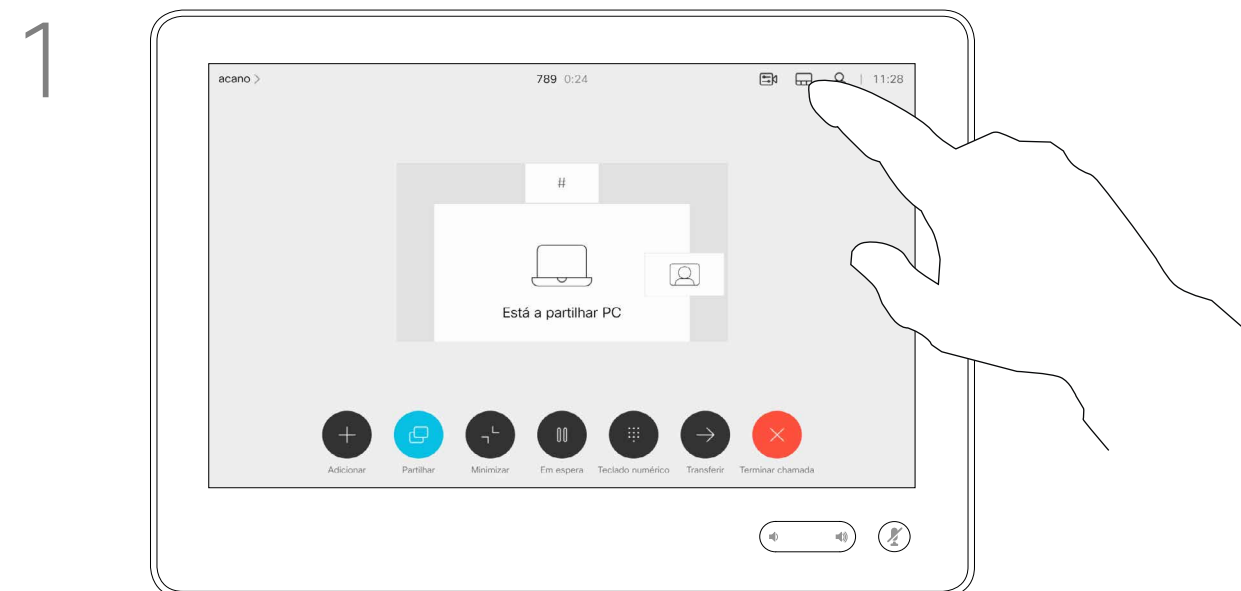 1
acano >
789 0:24
11:28
#
Está a partilhar PC
Adicionar Partilhar Minimizar Em espera Teclado numérico Transferir Terminar chamada